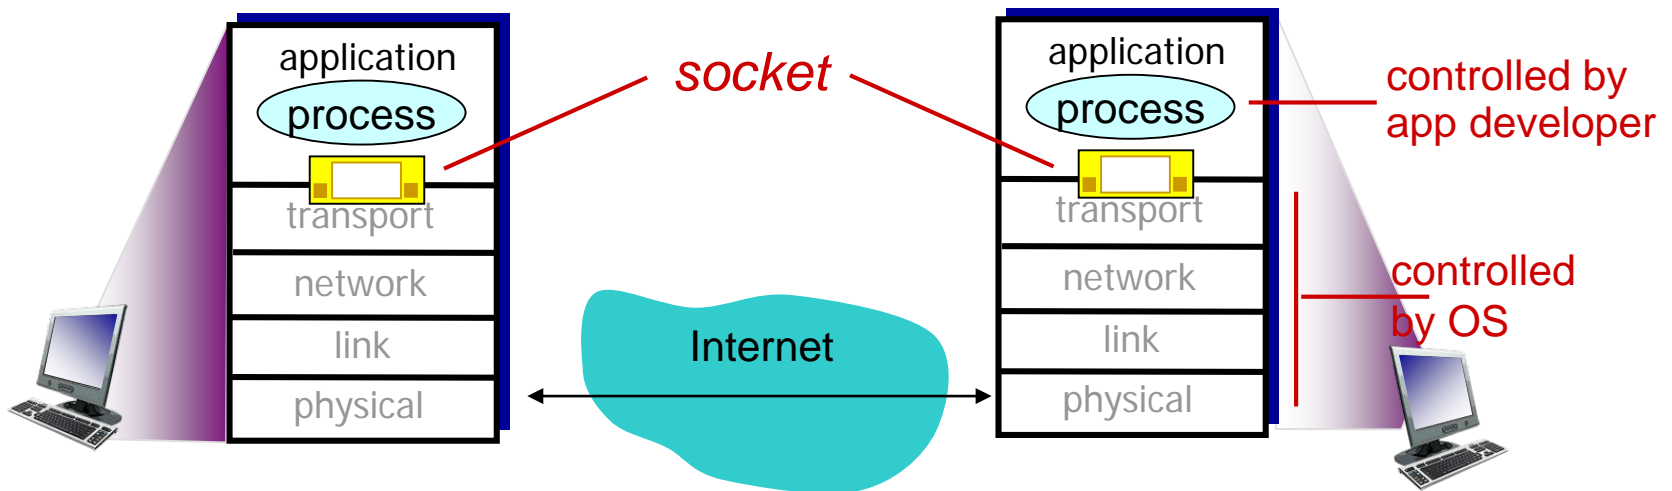 application
process
transport
network
link
physical
socket
Internet
application
process
transport
network
link
physical
controlled by
app developer
controlled
by OS